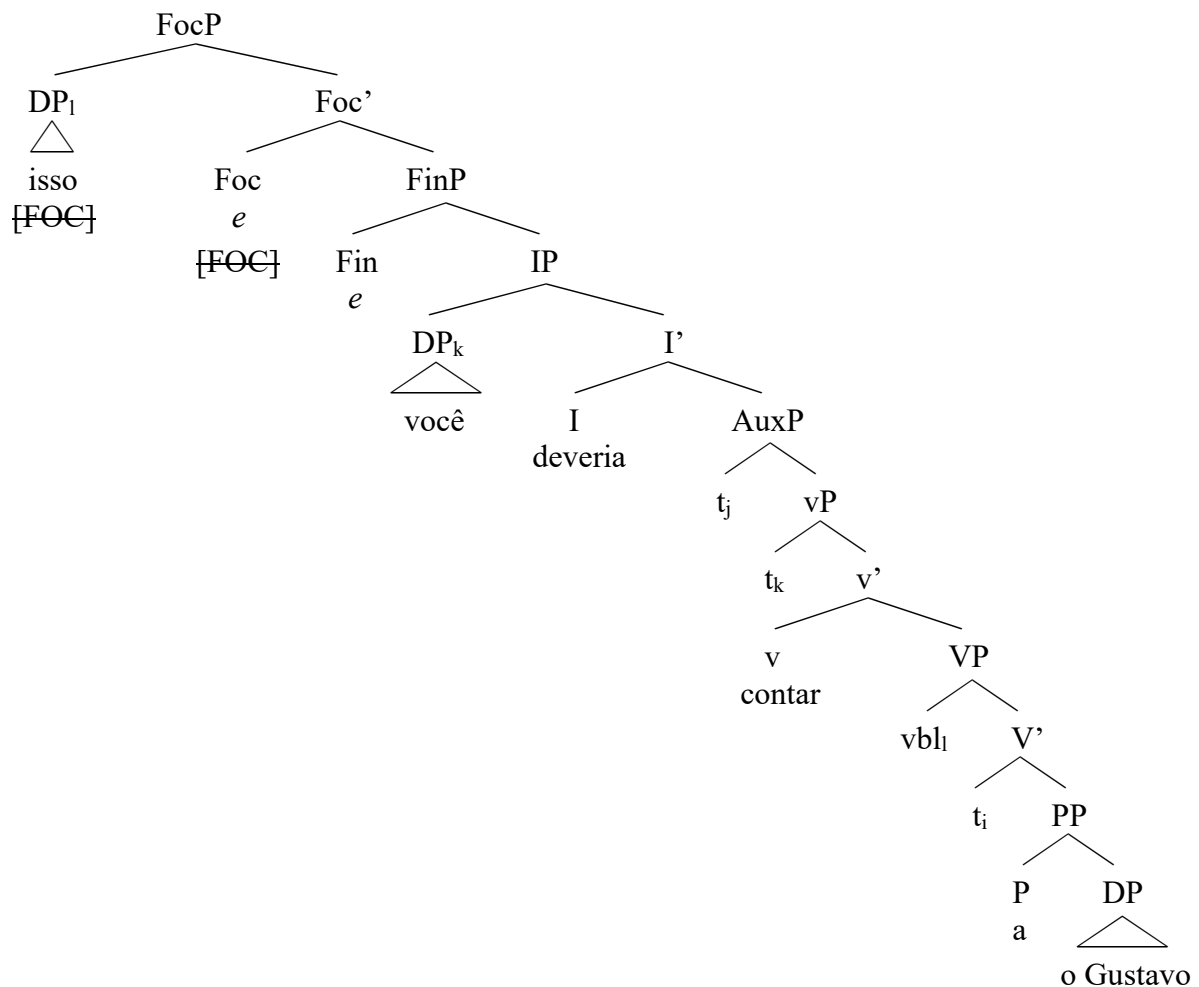 FocP
DPₗ Foc’
isso Foc FinP
[FOC] e
[FOC] Fin IP
e
DPₖ I’
você I AuxP
deveria
tⱼ vP
tₖ v’
v VP
contar
vblₗ V’
tᵢ PP
P DP
a
o Gustavo